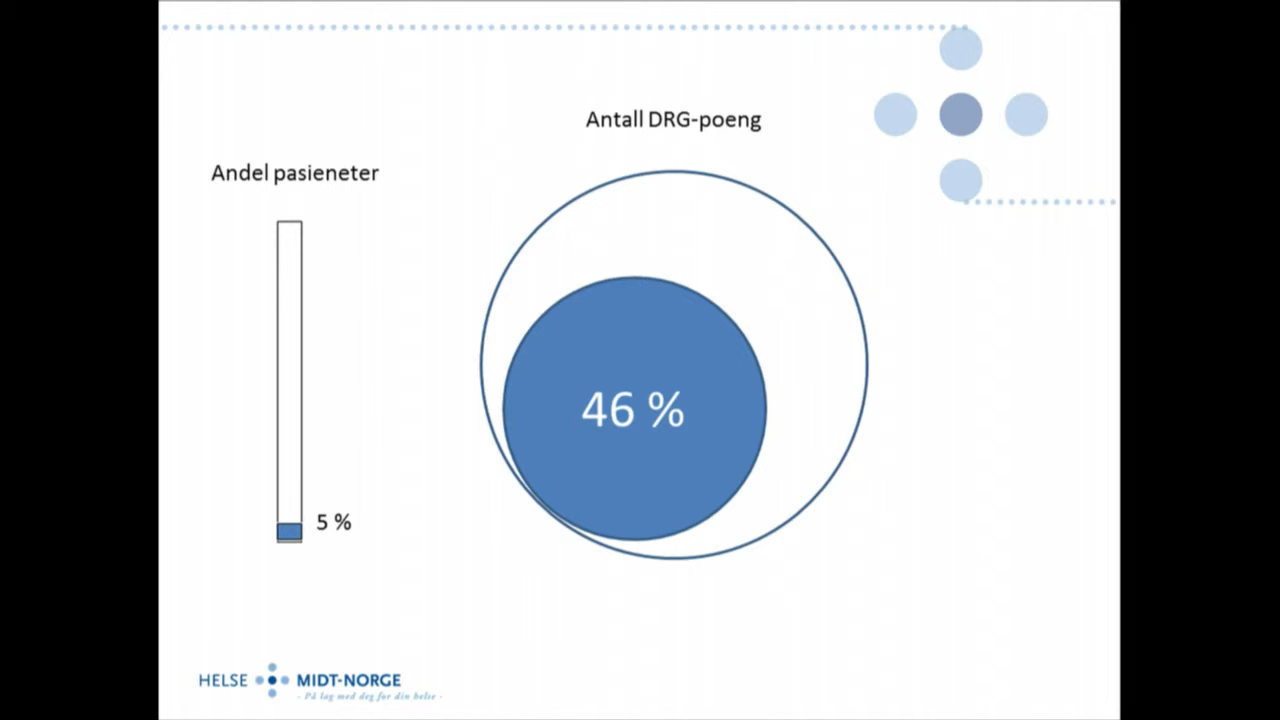 Antall DRG-poeng
Andel pasieneter
46 %
5 %
HELSE MIDT-NORGE
- På lag med deg for din helse -